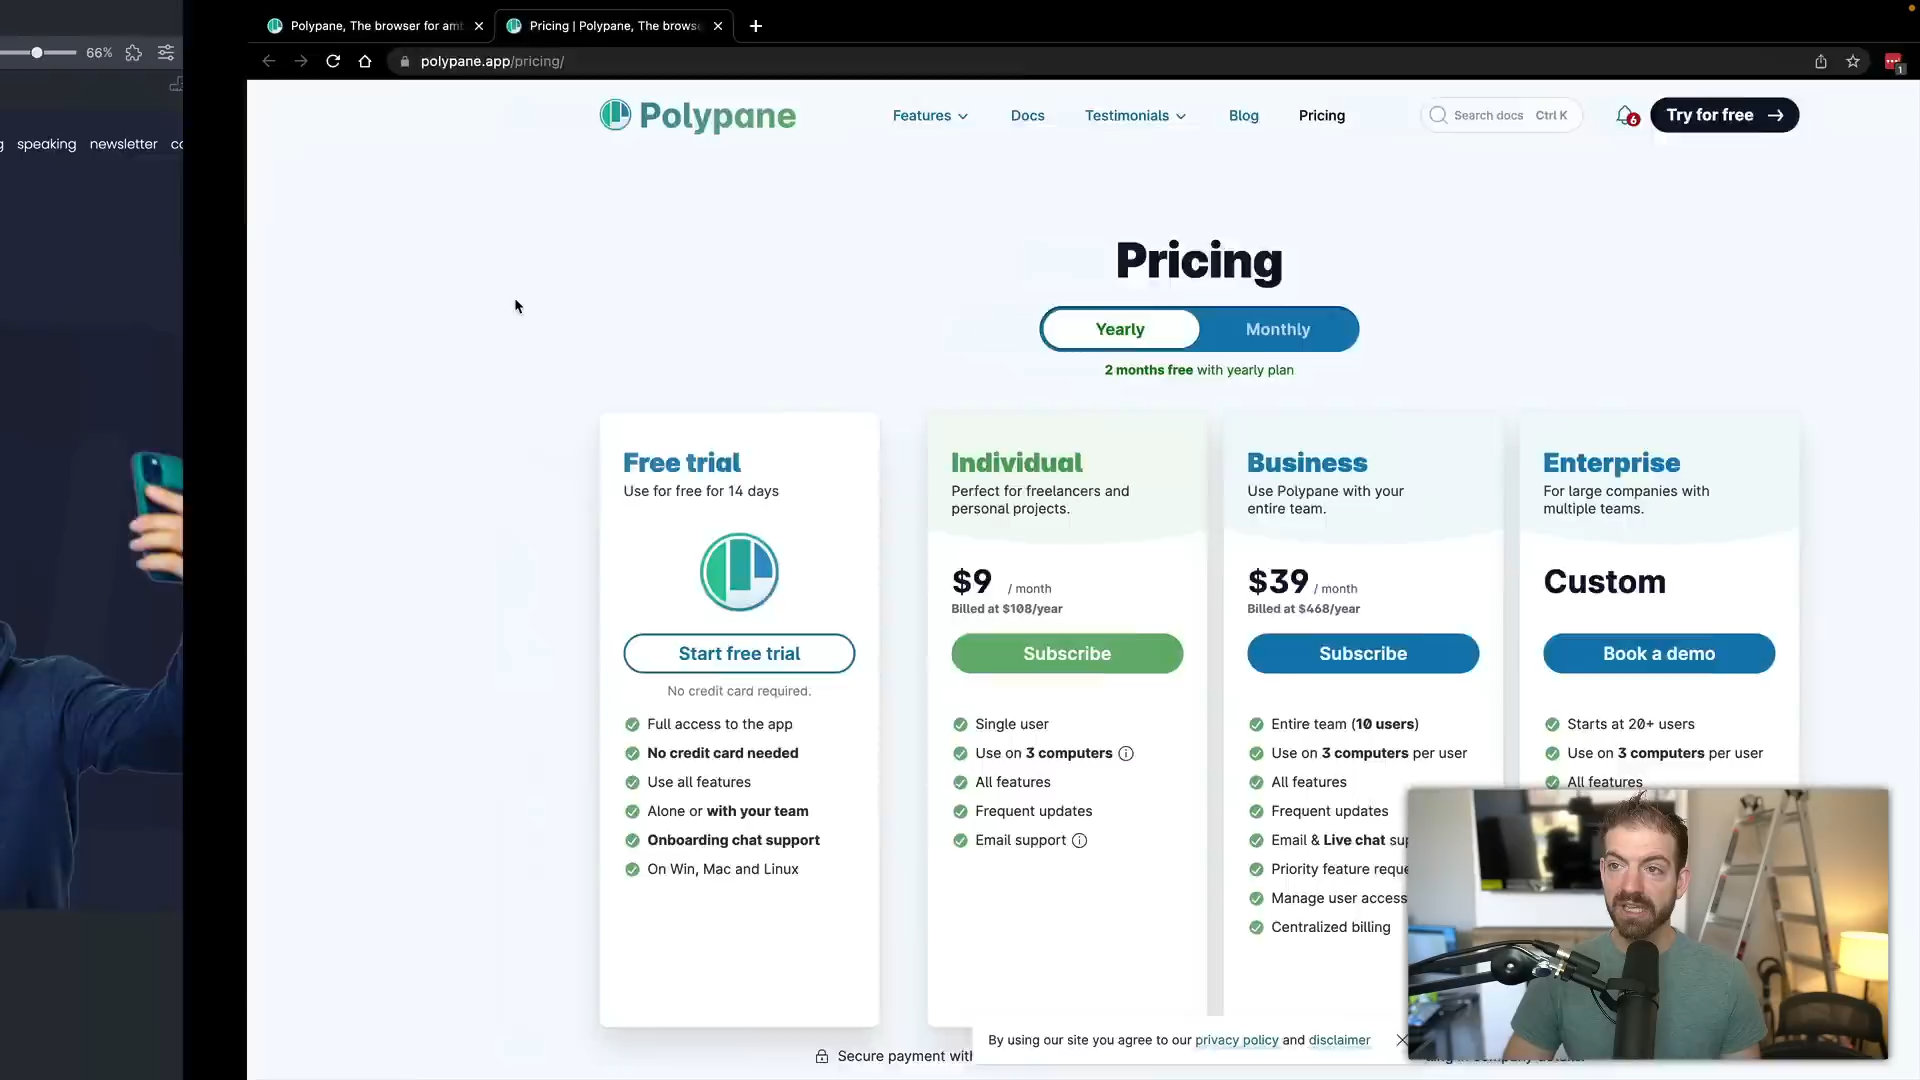 Polypane, The browser for am
Pricing | Polypane, The brows
66%
polypane.app/pricing/
1
Polypane
Features
Docs
Testimonials
Blog
Pricing
Search docs Ctrl K
6
Try for free
speaking newsletter
Pricing
Yearly
Monthly
2 months free with yearly plan
Free trial
Use for free for 14 days
Start free trial
No credit card required.
Full access to the app
No credit card needed
Use all features
Alone or with your team
Onboarding chat support
On Win, Mac and Linux
Individual
Perfect for freelancers and
personal projects.
$9 / month
Billed at $108/year
Subscribe
Single user
Use on 3 computers
All features
Frequent updates
Email support
Business
Use Polypane with your
entire team.
$39 / month
Billed at $468/year
Subscribe
Entire team (10 users)
Use on 3 computers per user
All features
Frequent updates
Email & Live chat sup
Priority feature reque
Manage user access
Centralized billing
Enterprise
For large companies with
multiple teams.
Custom
Book a demo
Starts at 20+ users
Use on 3 computers per user
All features
By using our site you agree to our privacy policy and disclaimer
Secure payment with